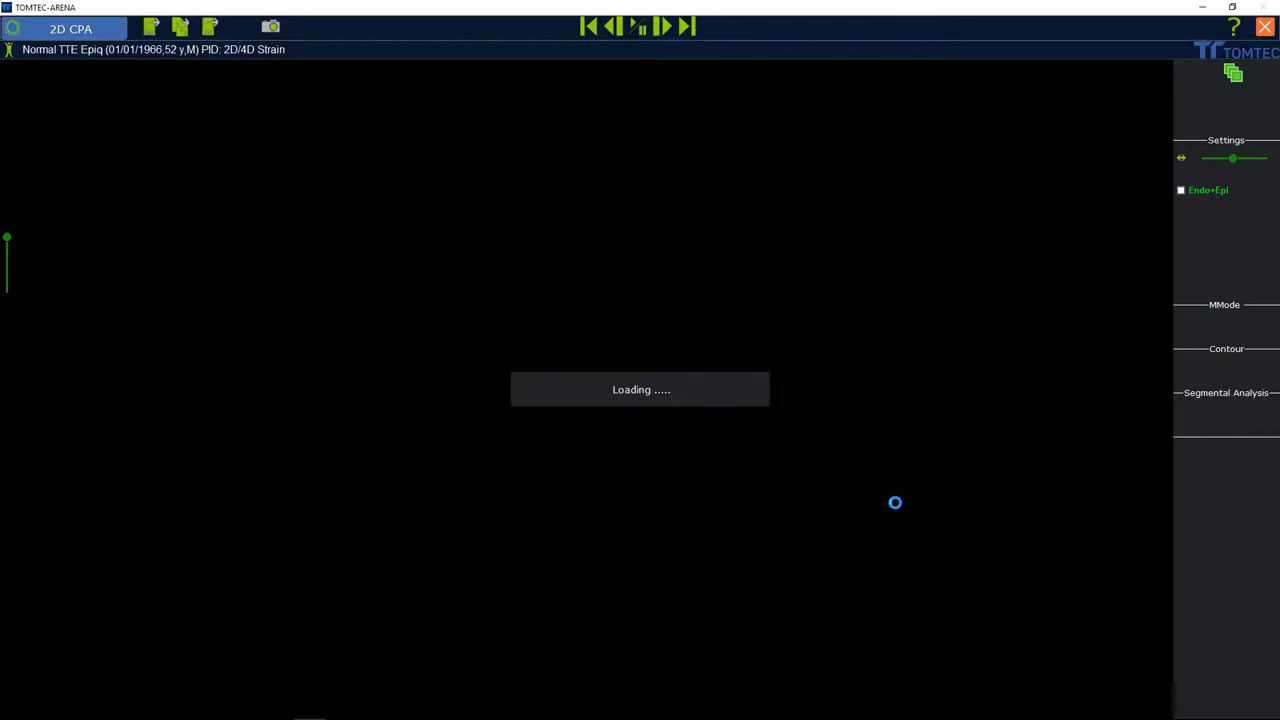 TOMTEC-ARENA
2D CPA
?
Normal TTE Epiq (01/01/1966,52 y,M) PID: 2D/4D Strain
TOMTEC
Settings
Endo+Epi
MMode
Contour
Loading .....
Segmental Analysis